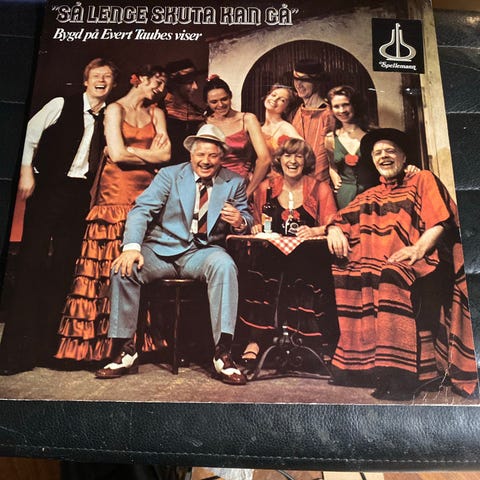 "SÅ LENGE SKUTA KAN GÅ"
Bygd på Evert Taubes viser
Spellemann